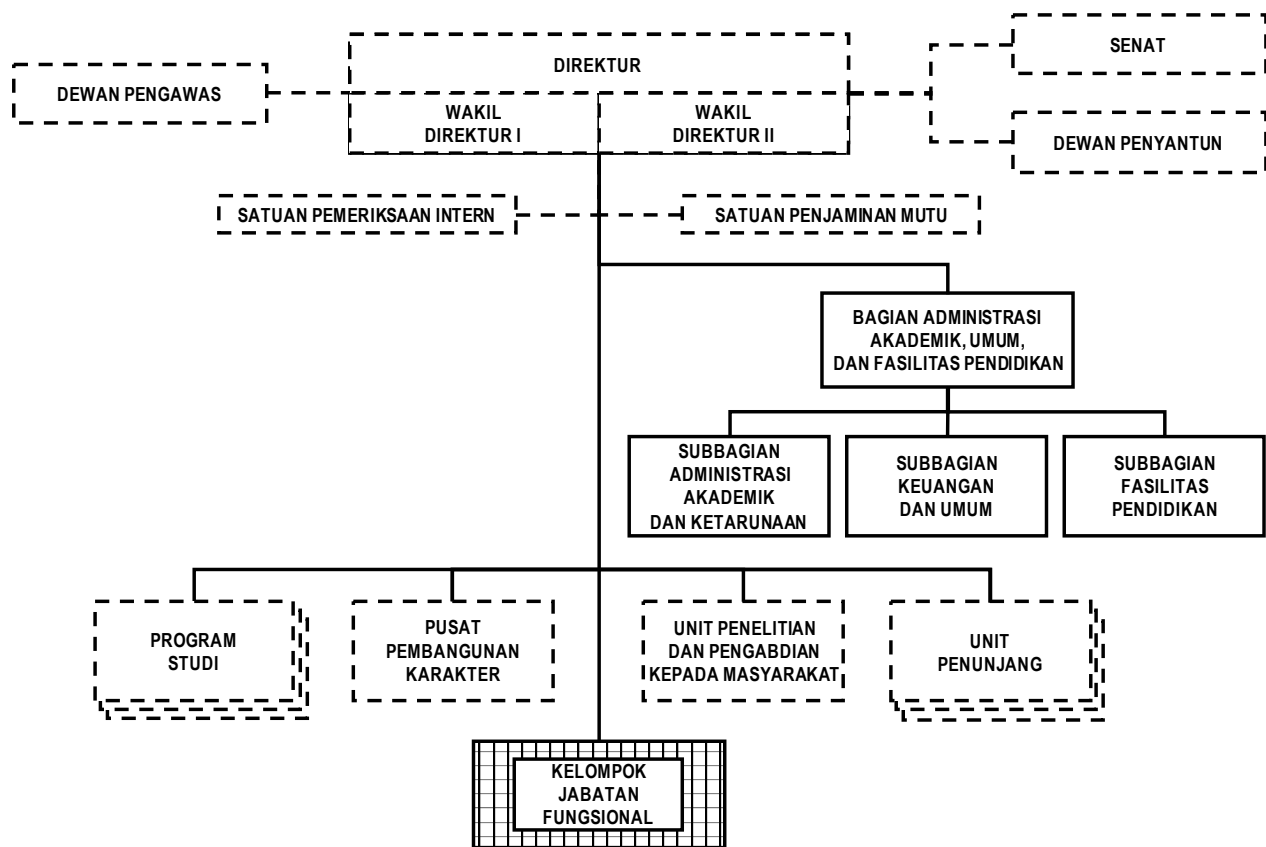 DIREKTUR
WAKIL
DIREKTUR I
WAKIL
DIREKTUR II
DEWAN PENGAWAS
SENAT
DEWAN PENYANTUN
SATUAN PEMERIKSAAN INTERN
SATUAN PENJAMINAN MUTU
BAGIAN ADMINISTRASI
AKADEMIK, UMUM,
DAN FASILITAS PENDIDIKAN
SUBBAGIAN
ADMINISTRASI
AKADEMIK
DAN KETARUNAAN
SUBBAGIAN
KEUANGAN
DAN UMUM
SUBBAGIAN
FASILITAS
PENDIDIKAN
PROGRAM
STUDI
PUSAT
PEMBANGUNAN
KARAKTER
UNIT PENELITIAN
DAN PENGABDIAN
KEPADA MASYARAKAT
UNIT
PENUNJANG
KELOMPOK
JABATAN
FUNGSIONAL